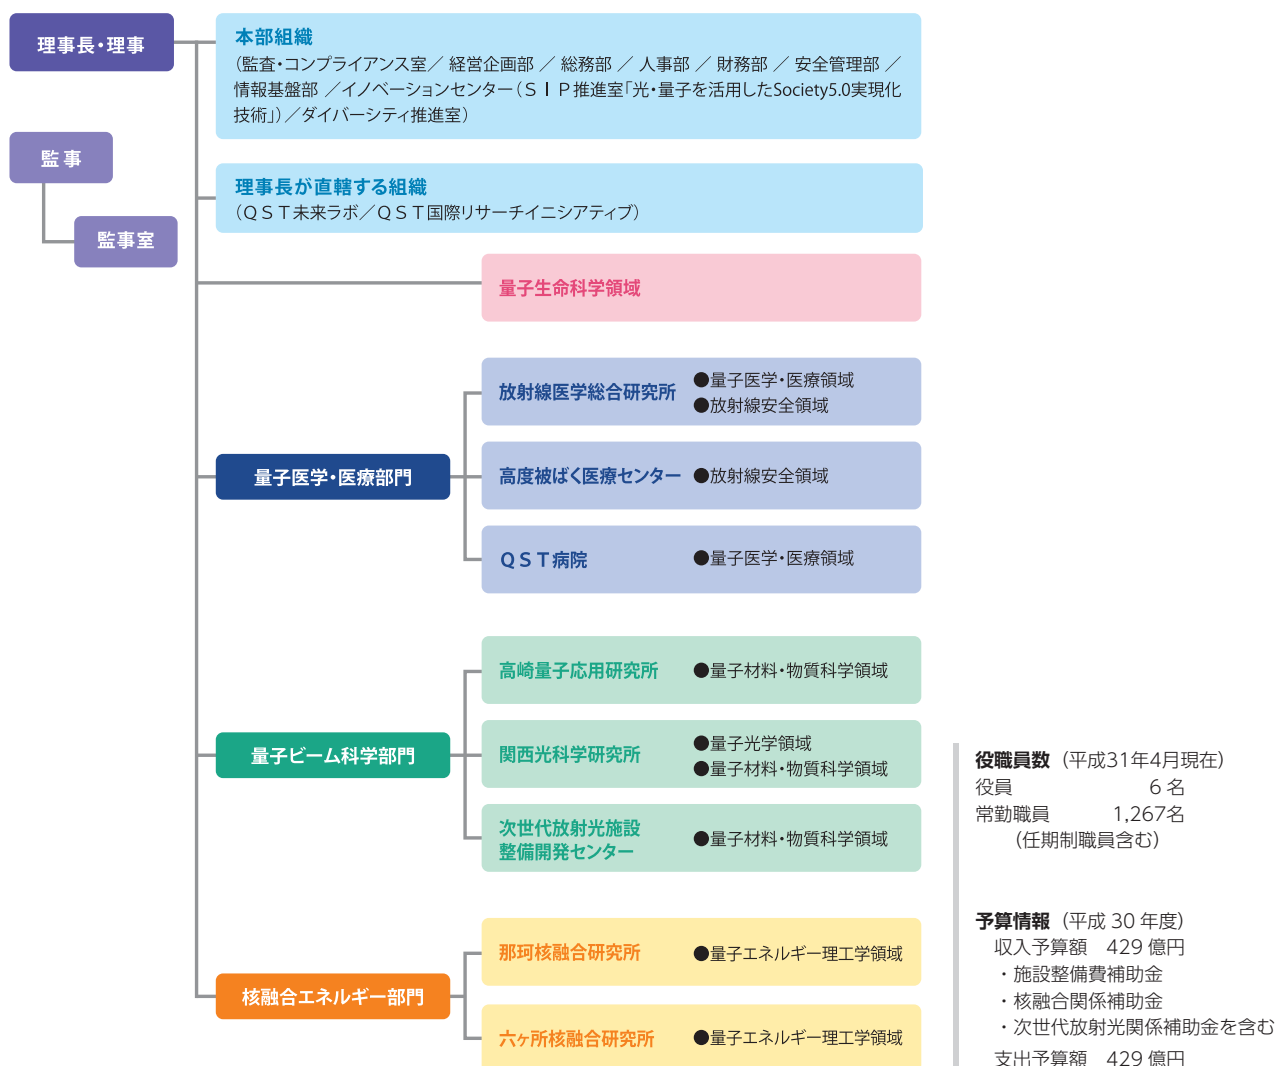 理事長・理事
監事
監事室
本部組織
（監査・コンプライアンス室／ 経営企画部 ／ 総務部 ／ 人事部 ／ 財務部 ／ 安全管理部 ／
情報基盤部 ／イノベーションセンター（ＳＩＰ推進室「光・量子を活用したSociety5.0実現化
技術」）／ダイバーシティ推進室）
理事長が直轄する組織
（ＱＳＴ未来ラボ／ＱＳＴ国際リサーチイニシアティブ）
量子生命科学領域
量子医学・医療部門
放射線医学総合研究所
●量子医学・医療領域
●放射線安全領域
高度被ばく医療センター ●放射線安全領域
ＱＳＴ病院 ●量子医学・医療領域
量子ビーム科学部門
高崎量子応用研究所 ●量子材料・物質科学領域
関西光科学研究所
●量子光学領域
●量子材料・物質科学領域
次世代放射光施設
整備開発センター
●量子材料・物質科学領域
核融合エネルギー部門
那珂核融合研究所 ●量子エネルギー理工学領域
六ヶ所核融合研究所 ●量子エネルギー理工学領域
役職員数（平成31年4月現在）
役員 6 名
常勤職員 1,267名
（任期制職員含む）
予算情報（平成 30 年度）
収入予算額 429 億円
・施設整備費補助金
・核融合関係補助金
・次世代放射光関係補助金を含む
支出予算額 429 億円